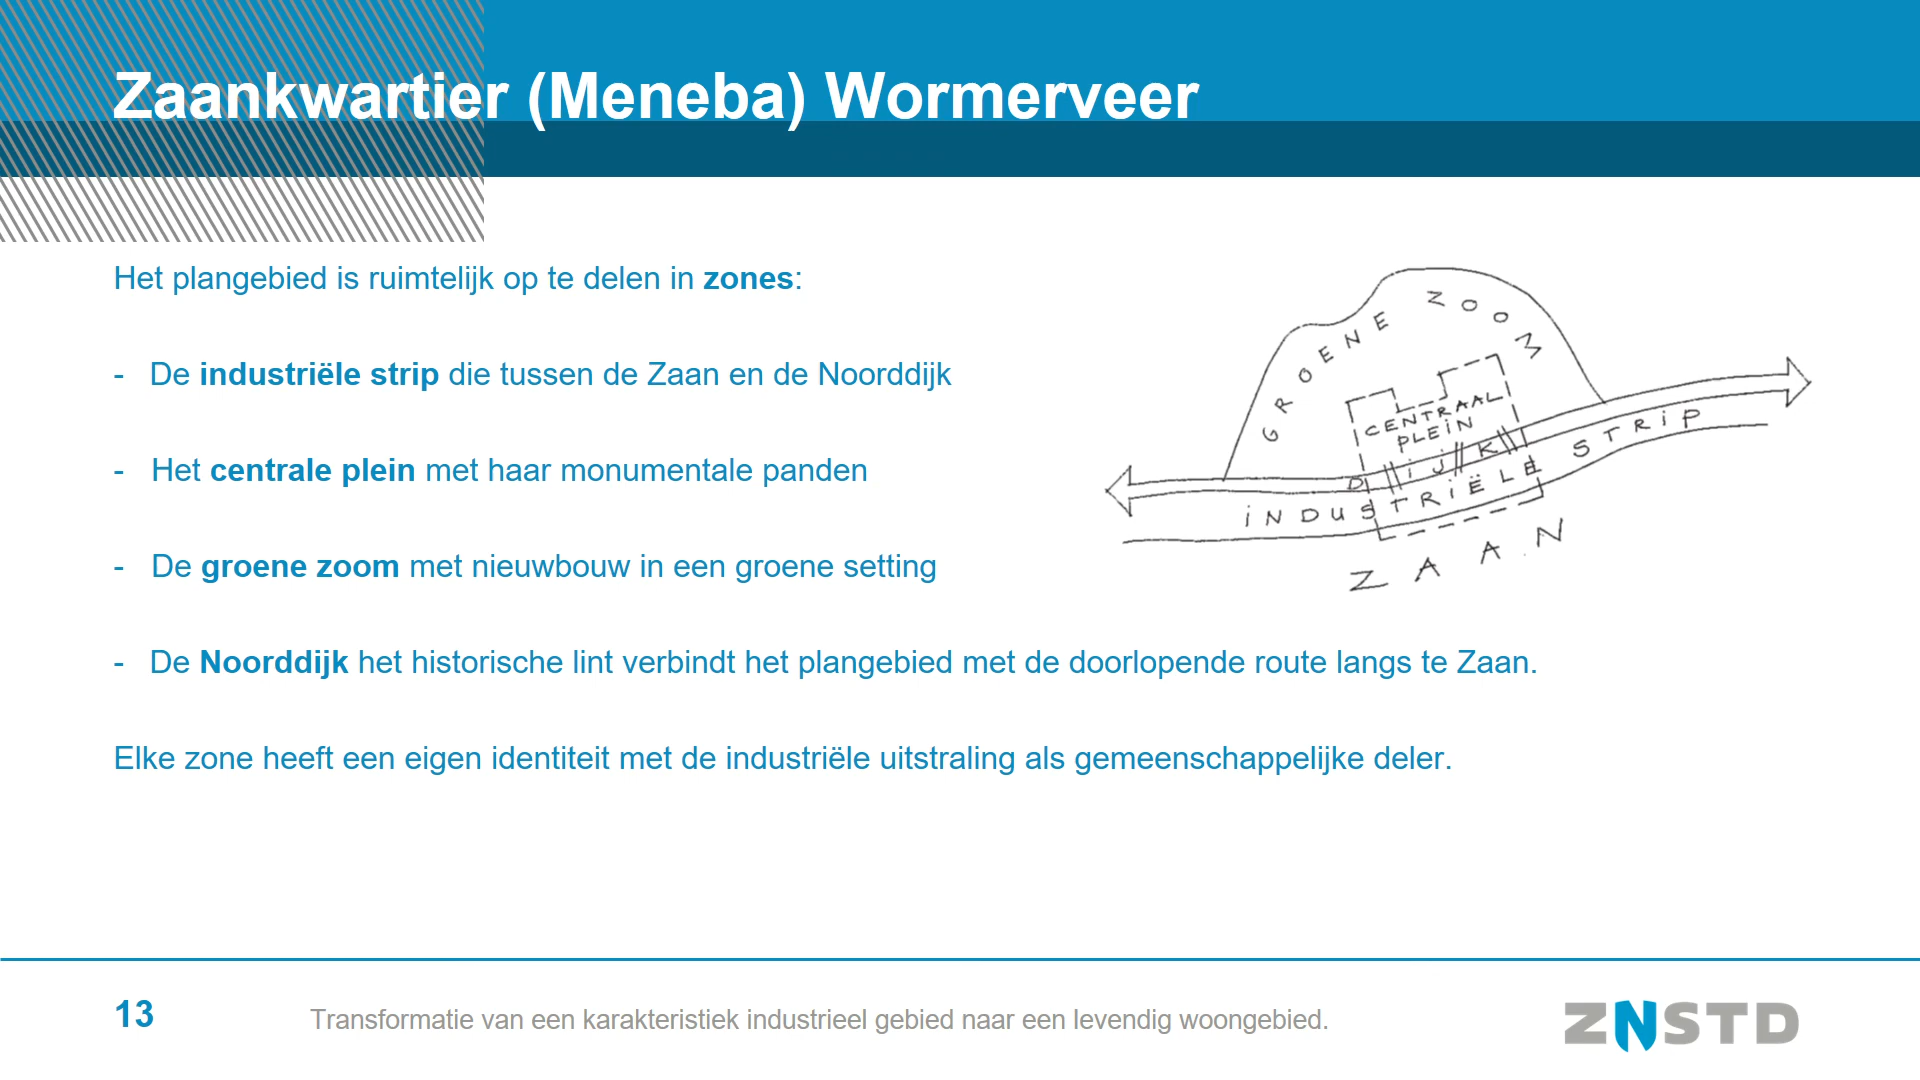 Zaankwartier (Meneba) Wormerveer
Het plangebied is ruimtelijk op te delen in zones:
- De industriële strip die tussen de Zaan en de Noorddijk
- Het centrale plein met haar monumentale panden
- De groene zoom met nieuwbouw in een groene setting
- De Noorddijk het historische lint verbindt het plangebied met de doorlopende route langs te Zaan.
Elke zone heeft een eigen identiteit met de industriële uitstraling als gemeenschappelijke deler.
GROENE ZOOM
CENTRAAL
PLEIN
DIJK
INDUSTRIËLE STRIP
ZAAN
13
Transformatie van een karakteristiek industrieel gebied naar een levendig woongebied.
ZNSTD